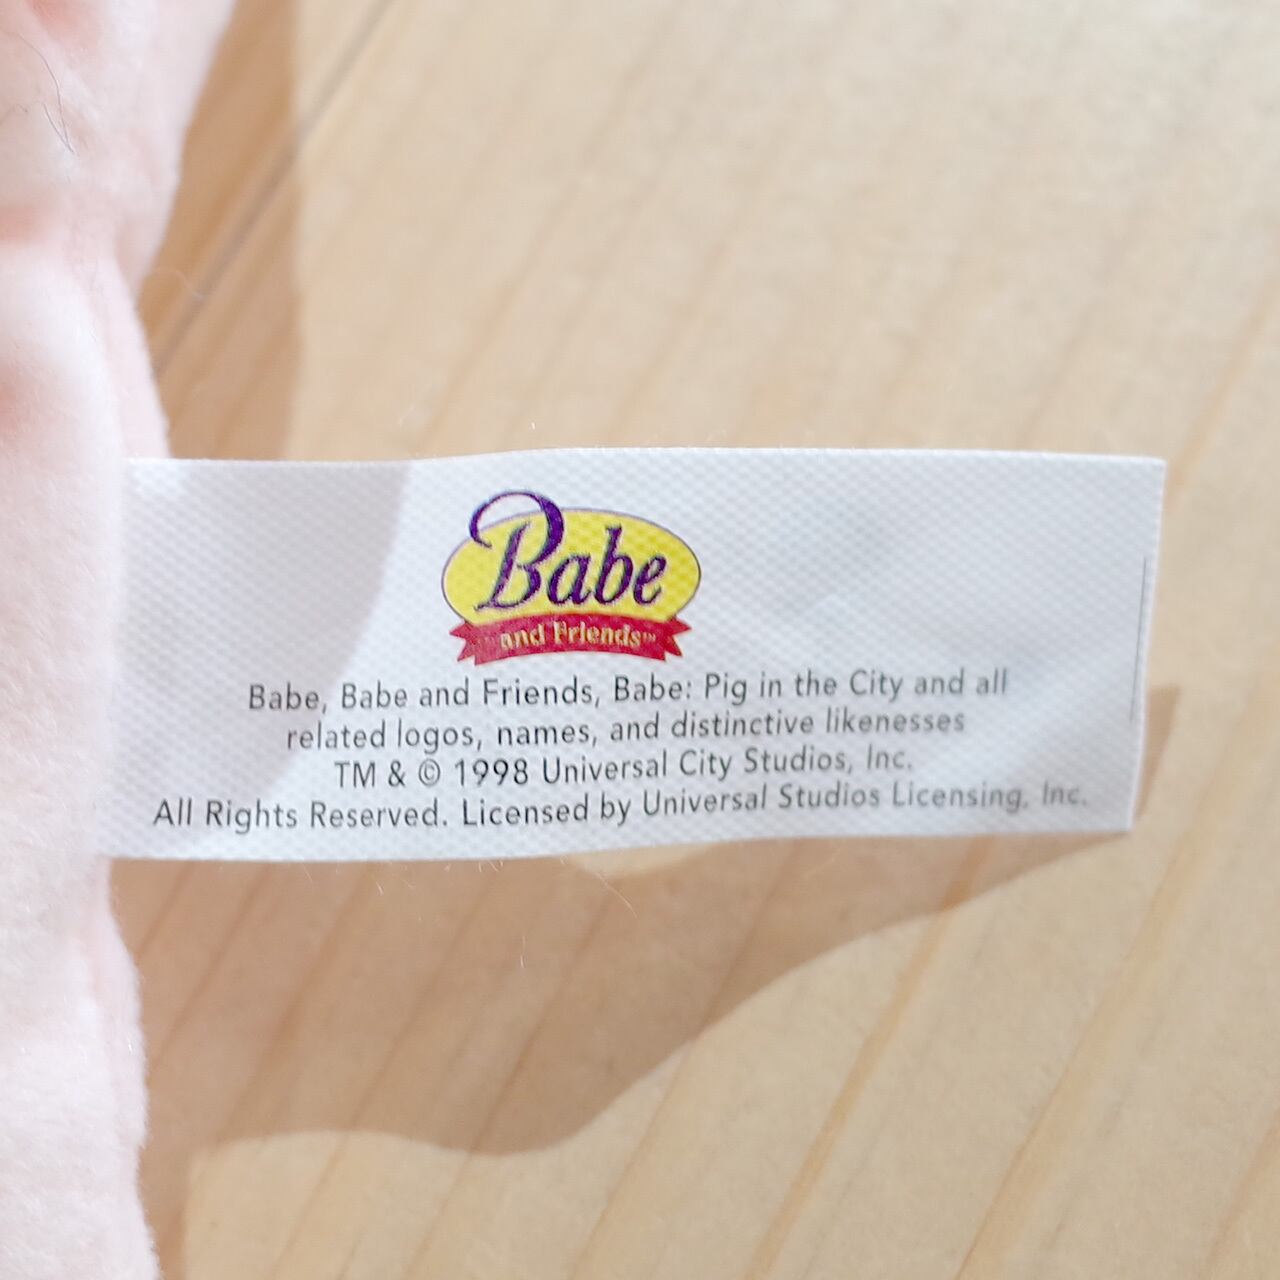 Babe
and Friends™
Babe, Babe and Friends, Babe: Pig in the City and all
related logos, names, and distinctive likenesses
TM & © 1998 Universal City Studios, Inc.
All Rights Reserved. Licensed by Universal Studios Licensing, Inc.